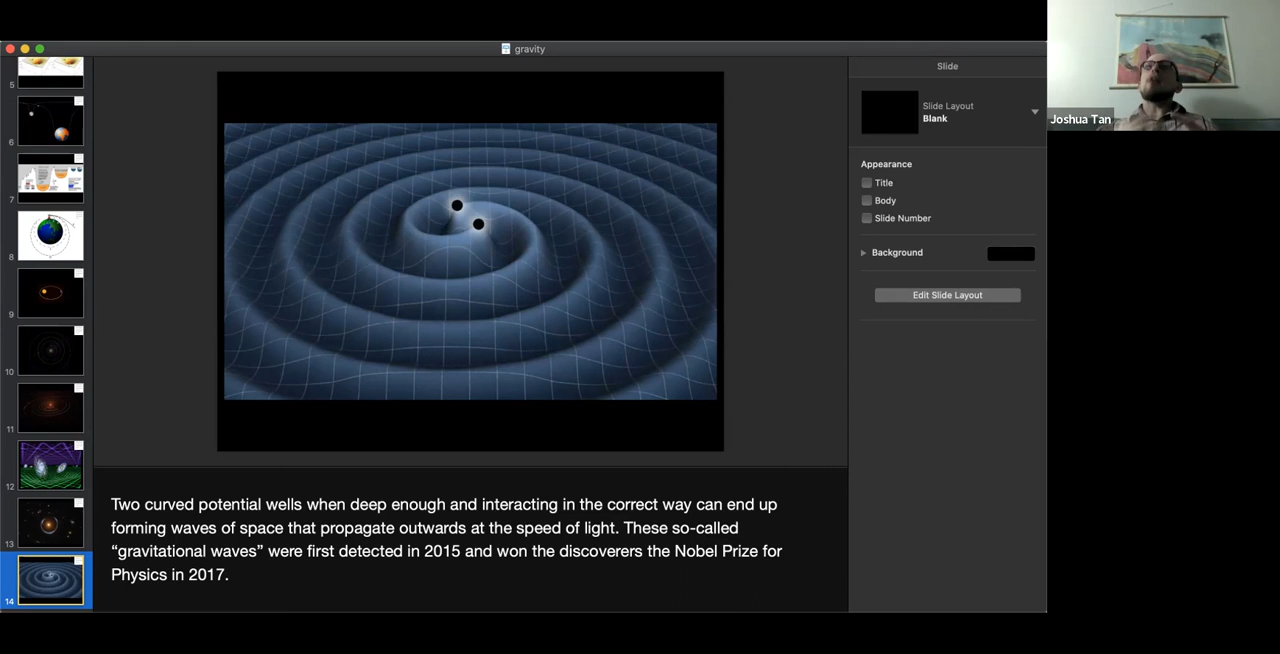 gravity
5
6
7
8
9
10
11
12
13
14
Two curved potential wells when deep enough and interacting in the correct way can end up
forming waves of space that propagate outwards at the speed of light. These so-called
“gravitational waves” were first detected in 2015 and won the discoverers the Nobel Prize for
Physics in 2017.
Slide
Slide Layout
Blank
Appearance
Title
Body
Slide Number
Background
Edit Slide Layout
Joshua Tan